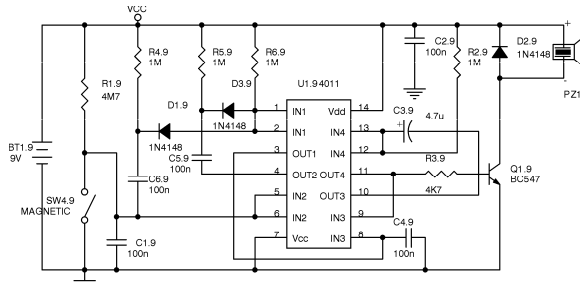 VCC
R4.9
1M
R5.9
1M
R6.9
1M
C2.9
100n
R2.9
1M
D2.9
1N4148
+
-
PZ1
R1.9
4M7
D3.9
1N4148
D1.9
1N4148
U1.9 4011
1 IN1 Vdd 14
2 IN1 IN4 13
3 OUT1 IN4 12
4 OUT2 OUT4 11
5 IN2 OUT3 10
6 IN2 IN3 9
7 Vcc IN3 8
C3.9
4.7u
+
BT1.9
9V
C5.9
100n
C6.9
100n
R3.9
4K7
Q1.9
BC547
SW4.9
MAGNETIC
C1.9
100n
C4.9
100n